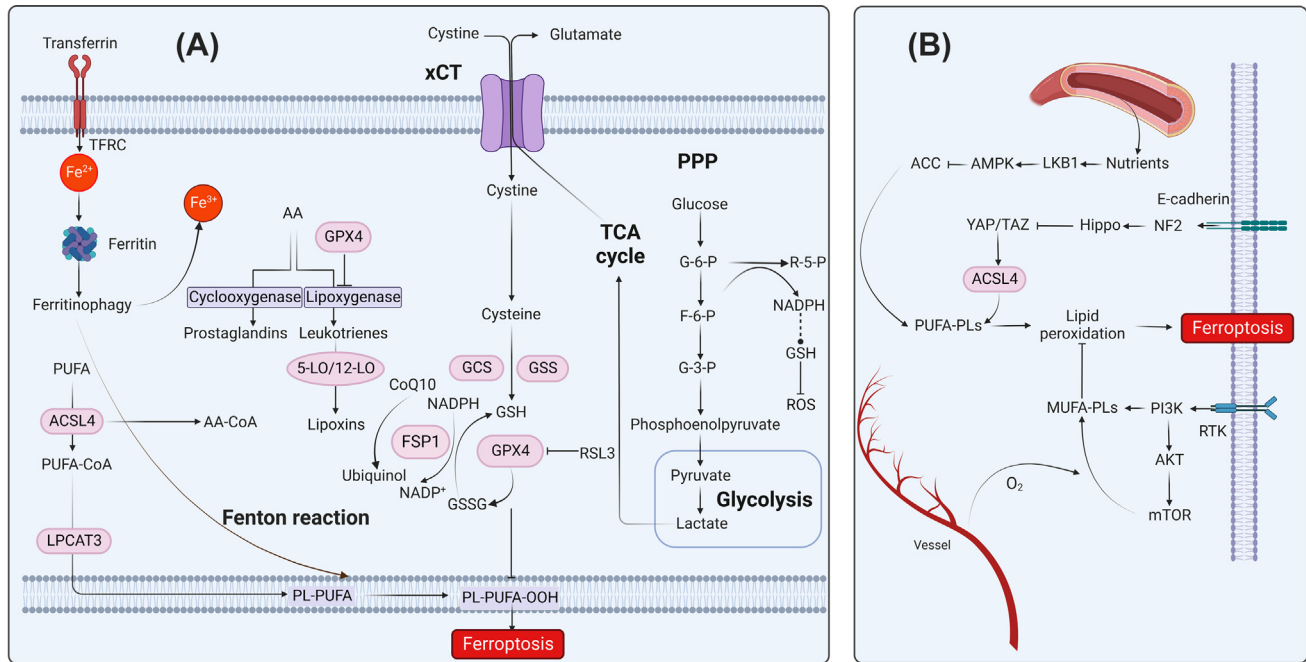 (A)
Transferrin
TFRC
Fe2+
Fe3+
Ferritin
Ferritinophagy
PUFA
ACSL4
AA-CoA
PUFA-CoA
LPCAT3
AA
GPX4
Cyclooxygenase
Lipoxygenase
Prostaglandins
Leukotrienes
5-LO/12-LO
Lipoxins
Fenton reaction
Cystine
Glutamate
xCT
Cystine
Cysteine
GCS
GSS
CoQ10
NADPH
GSH
FSP1
GPX4
RSL3
Ubiquinol
NADP+
GSSG
PPP
Glucose
TCA
cycle
G-6-P
R-5-P
F-6-P
NADPH
G-3-P
GSH
ROS
Phosphoenolpyruvate
Pyruvate
Glycolysis
Lactate
PL-PUFA
PL-PUFA-OOH
Ferroptosis
(B)
ACC
AMPK
LKB1
Nutrients
E-cadherin
YAP/TAZ
Hippo
NF2
ACSL4
PUFA-PLs
Lipid
peroxidation
Ferroptosis
MUFA-PLs
PI3K
RTK
AKT
O2
mTOR
Vessel